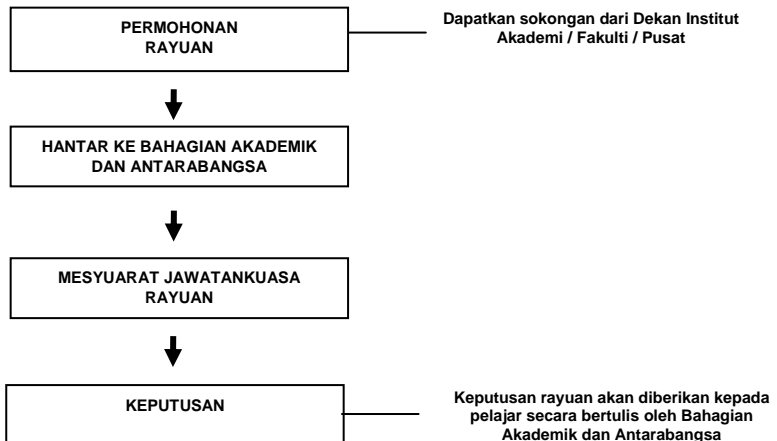 PERMOHONAN
RAYUAN
Dapatkan sokongan dari Dekan Institut
Akademi / Fakulti / Pusat
HANTAR KE BAHAGIAN AKADEMIK
DAN ANTARABANGSA
MESYUARAT JAWATANKUASA
RAYUAN
KEPUTUSAN
Keputusan rayuan akan diberikan kepada
pelajar secara bertulis oleh Bahagian
Akademik dan Antarabangsa